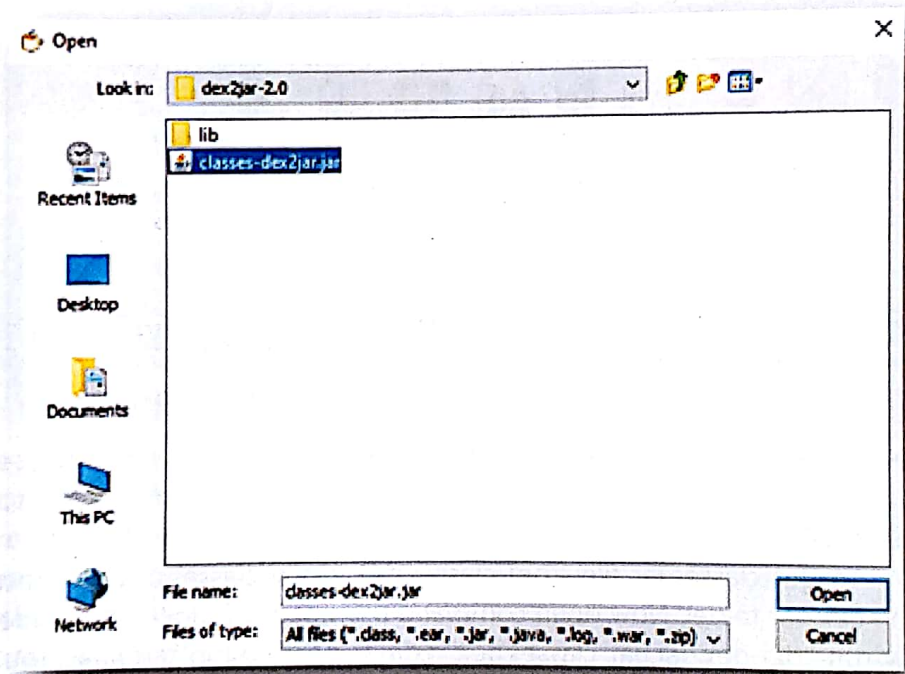 Open
Look in: dex2jar-2.0
lib
classes-dex2jar.jar
Recent Items
Desktop
Documents
This PC
Network
File name: classes-dex2jar.jar
Open
Files of type: All files (*.class, *.ear, *.jar, *.java, *.log, *.war, *.zip)
Cancel